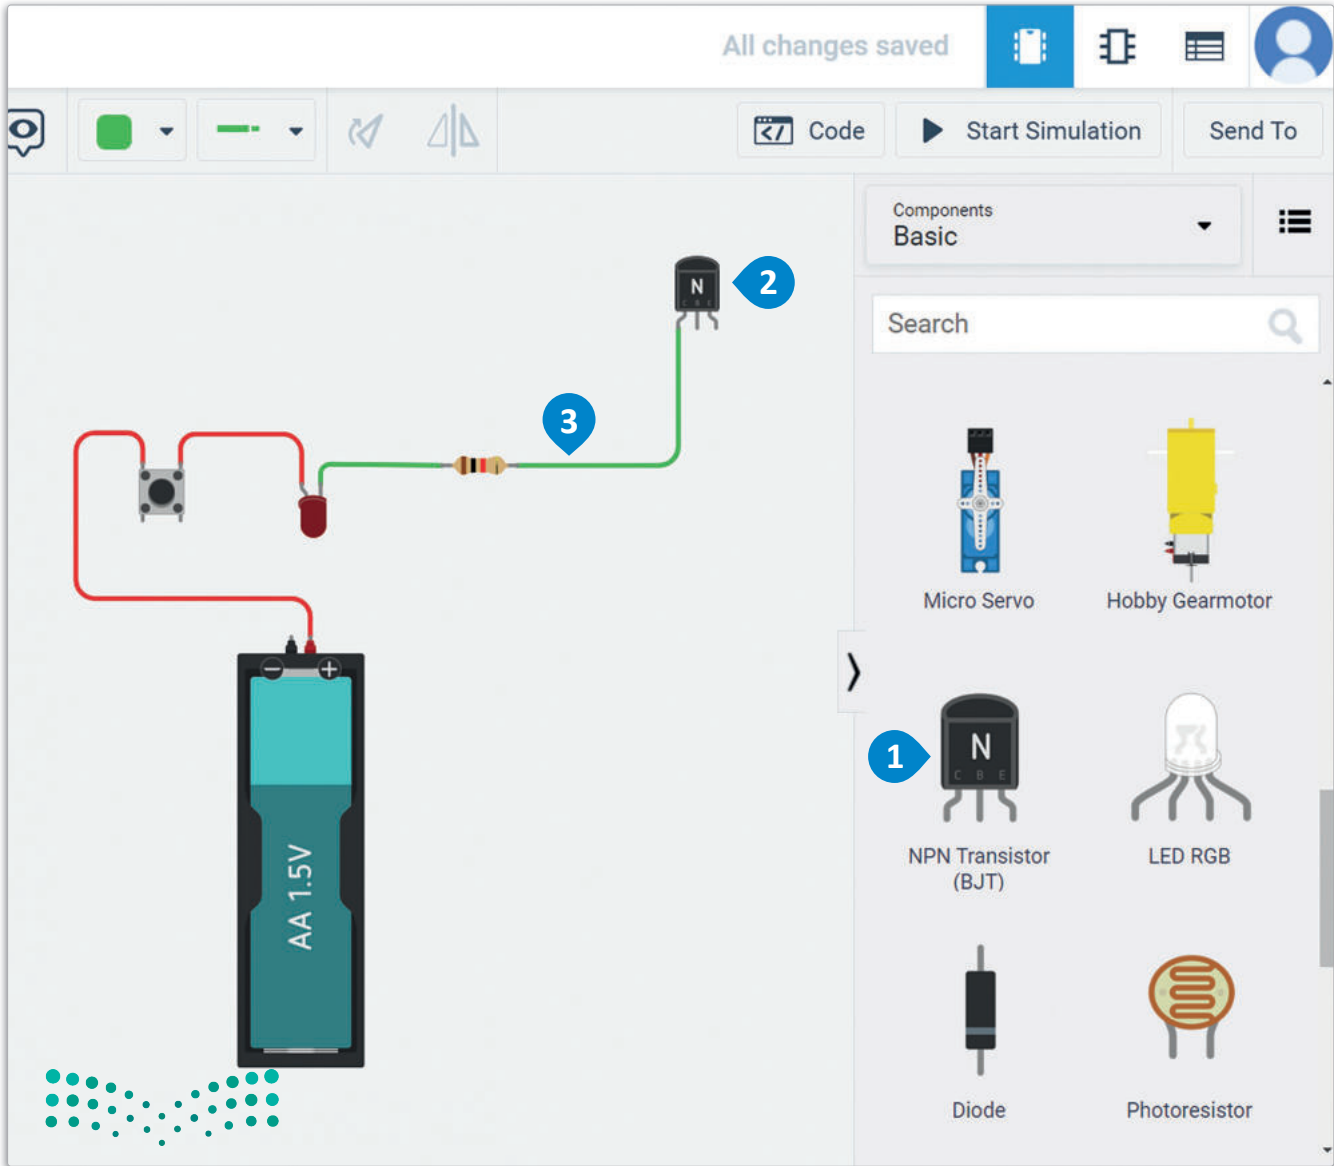 All changes saved
Code
Start Simulation
Send To
Components
Basic
Search
N
C B E
2
3
Micro Servo
Hobby Gearmotor
1
N
C B E
NPN Transistor
(BJT)
LED RGB
AA 1.5V
Diode
Photoresistor